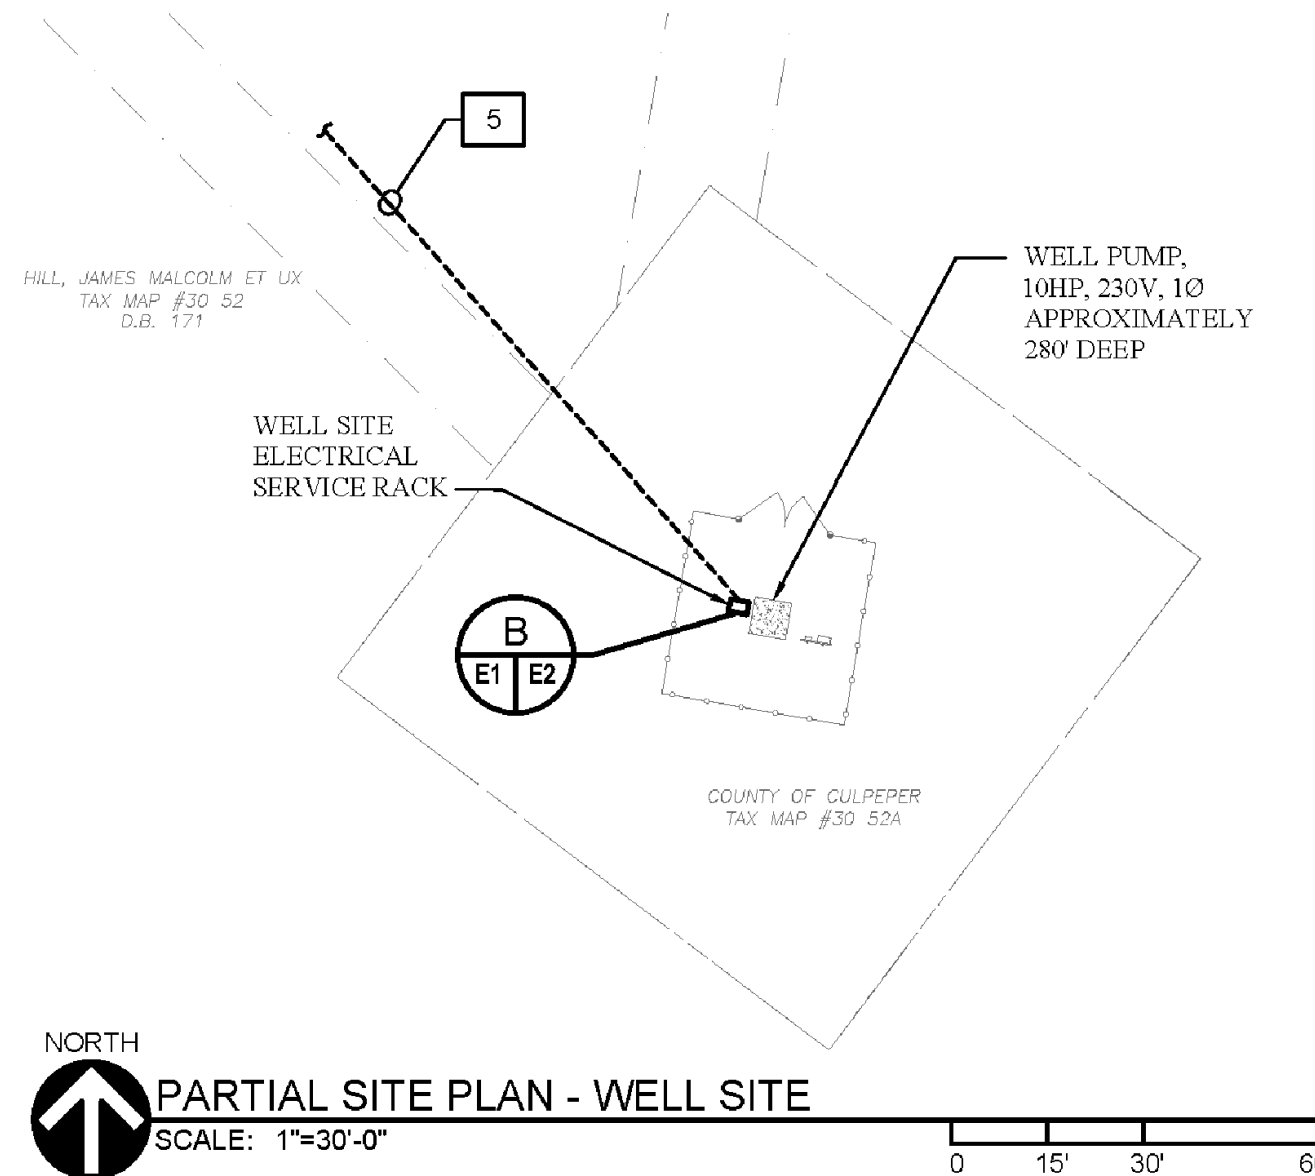 5
HILL, JAMES MALCOLM ET UX
TAX MAP #30 52
D.B. 171
WELL PUMP,
10HP, 230V, 1Ø
APPROXIMATELY
280' DEEP
WELL SITE
ELECTRICAL
SERVICE RACK
B
E1 E2
COUNTY OF CULPEPER
TAX MAP #30 52A
NORTH
PARTIAL SITE PLAN - WELL SITE
SCALE: 1"=30'-0"
0 15' 30'